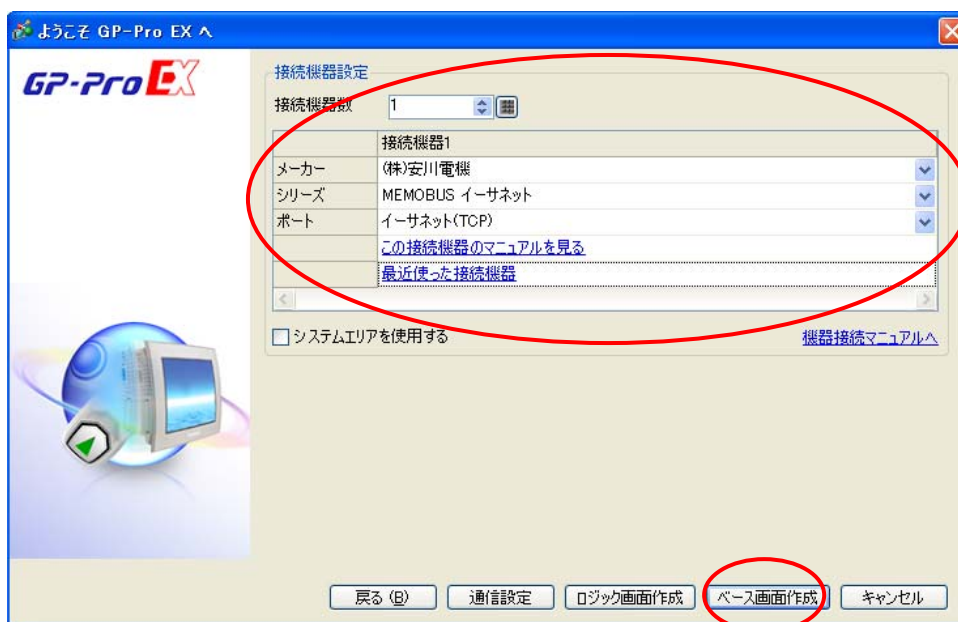 ようこそ GP-Pro EX へ
GP-Pro EX
接続機器設定
接続機器数 1
接続機器1
メーカー (株)安川電機
シリーズ MEMOBUS イーサネット
ポート イーサネット(TCP)
この接続機器のマニュアルを見る
最近使った接続機器
システムエリアを使用する 機器接続マニュアルへ
戻る(B) 通信設定 ロジック画面作成 ベース画面作成 キャンセル